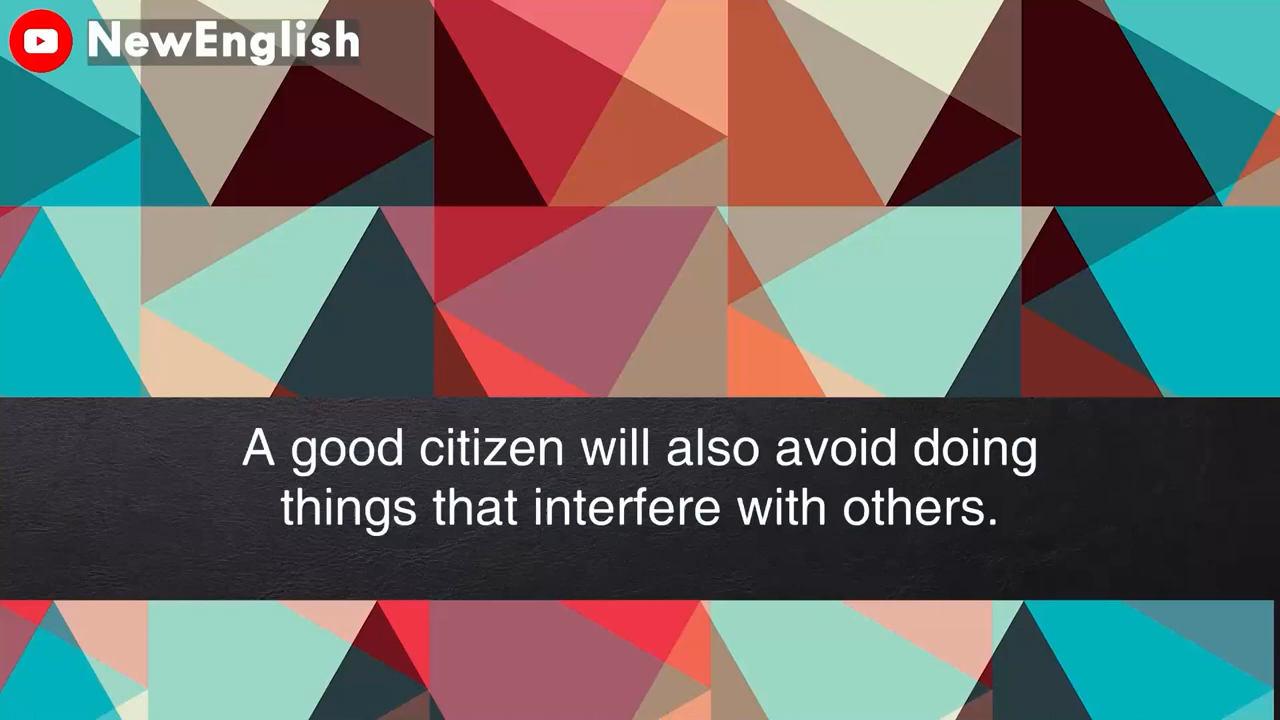 NewEnglish
A good citizen will also avoid doing
things that interfere with others.